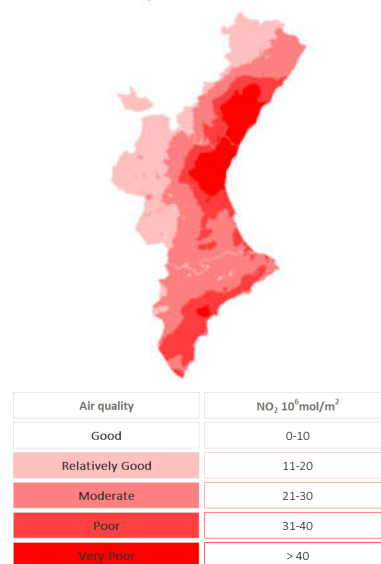 Air quality NO₂ 10⁶mol/m²
Good 0-10
Relatively Good 11-20
Moderate 21-30
Poor 31-40
Very Poor > 40